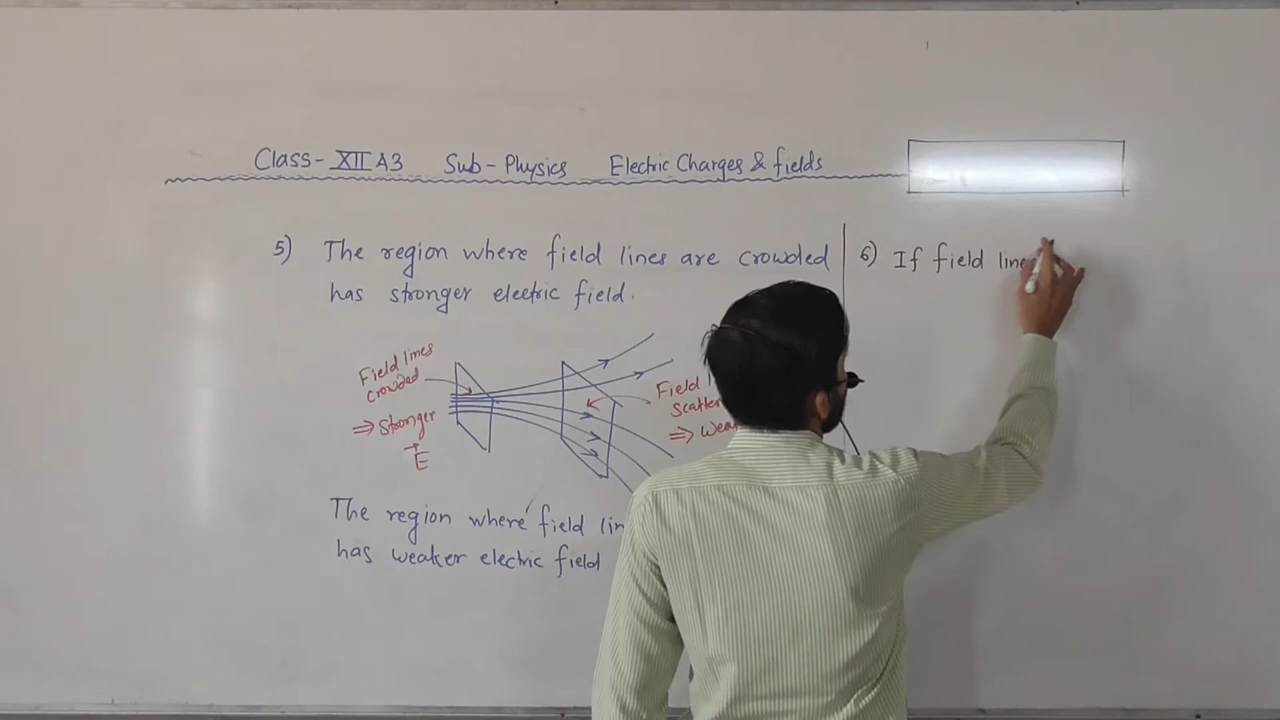 Class- XII A3 Sub- Physics Electric Charges & fields
5) The region where field lines are crowded
has stronger electric field.
Field lines
crowded
⇒ Stronger
E⃗
Field
⇒
The region where field
has weaker electric field
6) If field